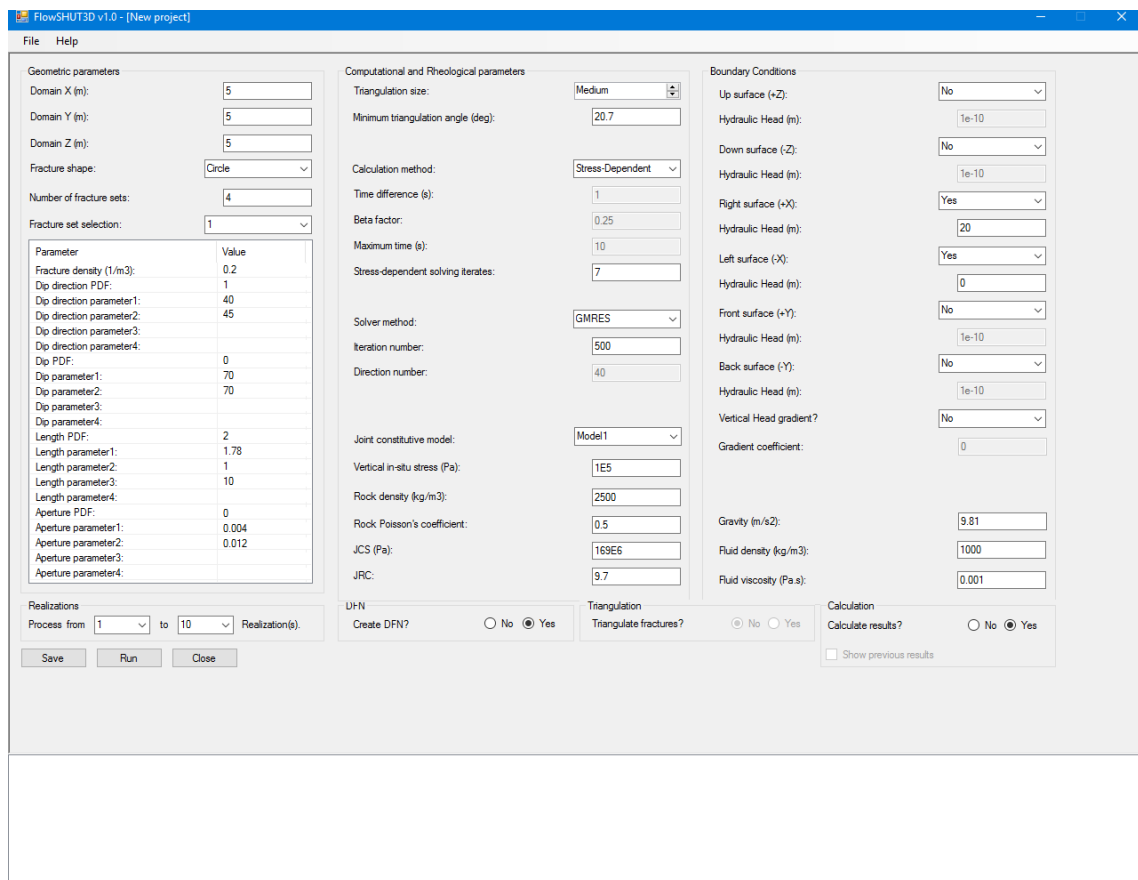 FlowSHUT3D v1.0 - [New project]
File Help
Geometric parameters
Domain X (m): 5
Domain Y (m): 5
Domain Z (m): 5
Fracture shape: Circle
Number of fracture sets: 4
Fracture set selection: 1
Parameter Value
Fracture density (1/m3): 0.2
Dip direction PDF: 1
Dip direction parameter1: 40
Dip direction parameter2: 45
Dip direction parameter3:
Dip direction parameter4:
Dip PDF: 0
Dip parameter1: 70
Dip parameter2: 70
Dip parameter3:
Dip parameter4:
Length PDF: 2
Length parameter1: 1.78
Length parameter2: 1
Length parameter3: 10
Length parameter4:
Aperture PDF: 0
Aperture parameter1: 0.004
Aperture parameter2: 0.012
Aperture parameter3:
Aperture parameter4:
Computational and Rheological parameters
Triangulation size: Medium
Minimum triangulation angle (deg): 20.7
Calculation method: Stress-Dependent
Time difference (s): 1
Beta factor: 0.25
Maximum time (s): 10
Stress-dependent solving iterates: 7
Solver method: GMRES
Iteration number: 500
Direction number: 40
Joint constitutive model: Model1
Vertical in-situ stress (Pa): 1E5
Rock density (kg/m3): 2500
Rock Poisson's coefficient: 0.5
JCS (Pa): 169E6
JRC: 9.7
Boundary Conditions
Up surface (+Z): No
Hydraulic Head (m): 1e-10
Down surface (-Z): No
Hydraulic Head (m): 1e-10
Right surface (+X): Yes
Hydraulic Head (m): 20
Left surface (-X): Yes
Hydraulic Head (m): 0
Front surface (+Y): No
Hydraulic Head (m): 1e-10
Back surface (-Y): No
Hydraulic Head (m): 1e-10
Vertical Head gradient? No
Gradient coefficient: 0
Gravity (m/s2): 9.81
Fluid density (kg/m3): 1000
Fluid viscosity (Pa.s): 0.001
Realizations
Process from 1 to 10 Realization(s).
DFN
Create DFN? No Yes
Triangulation
Triangulate fractures? No Yes
Calculation
Calculate results? No Yes
Show previous results
Save Run Close